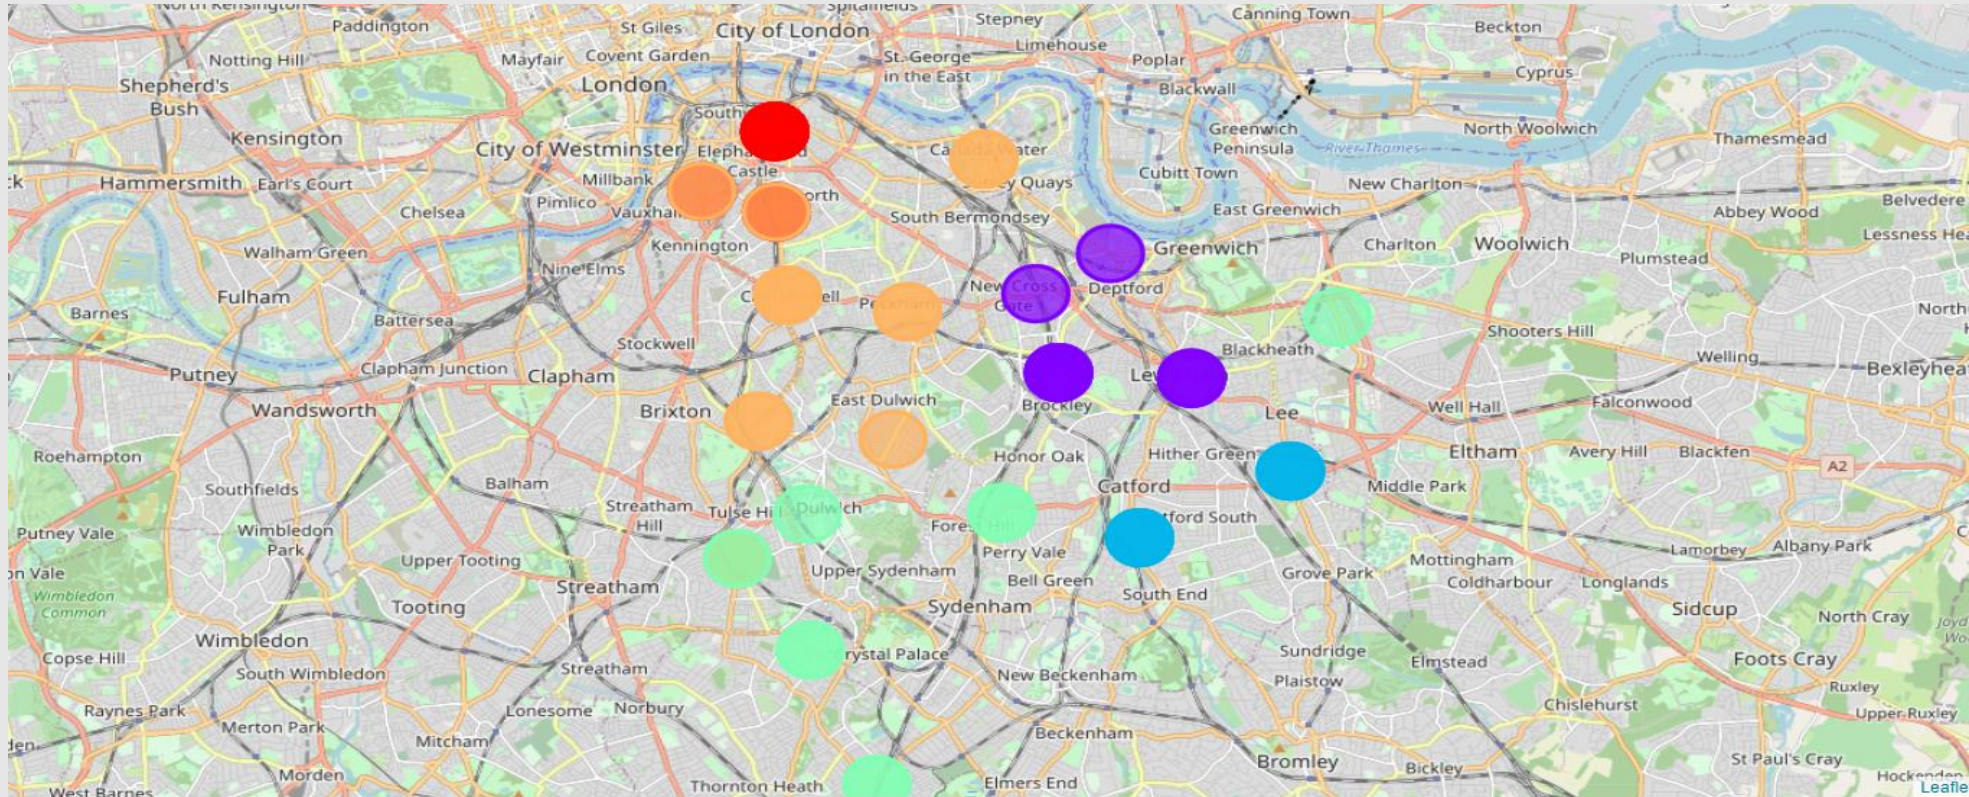 North Kensington
Paddington
St Giles
City of London
Spitalfields
Stepney
Canning Town
Beckton
Notting Hill
Mayfair
Covent Garden
St. George
in the East
Limehouse
Poplar
Cyprus
Shepherd's
Bush
London
Blackwall
South
Kensington
City of Westminster
Castle
Greenwich
Peninsula
River Thames
North Woolwich
Thamesmead
Hammersmith
Earl's Court
Millbank
Cubitt Town
New Charlton
Chelsea
Pimlico
South Bermondsey
East Greenwich
Abbey Wood
Belvedere
Walham Green
Kennington
Greenwich
Charlton
Woolwich
Plumstead
Lessness Hea
Nine Elms
Fulham
Deptford
New Cross
Gate
Barnes
Battersea
Stockwell
Peckham
Shooters Hill
North
Putney
Clapham Junction
Clapham
Blackheath
Welling
Bexleyhea
Wandsworth
Brixton
East Dulwich
Brockley
Lee
Well Hall
Falconwood
Roehampton
Honor Oak
Hither Green
Eltham
Avery Hill
Blackfen
A2
Southfields
Balham
Catford
Middle Park
Streatham
Hill
Dulwich
Putney Vale
Wimbledon
Park
Perry Vale
Mottingham
Lamorbey
Albany Park
Upper Tooting
Upper Sydenham
Bell Green
Grove Park
Coldharbour
Longlands
Wimbledon
Common
Streatham
Tooting
Sydenham
South End
Sidcup
North Cray
Wimbledon
Copse Hill
South Wimbledon
Streatham
rystal Palace
New Beckenham
Sundridge
Elmstead
Foots Cray
Plaistow
Ruxley
Raynes Park
Merton Park
Lonesome
Norbury
Chislehurst
Upper Ruxley
Mitcham
Beckenham
Bromley
Bickley
St Paul's Cray
Morden
Thornton Heath
Elmers End
Hockenden
West Barnes
Leafle